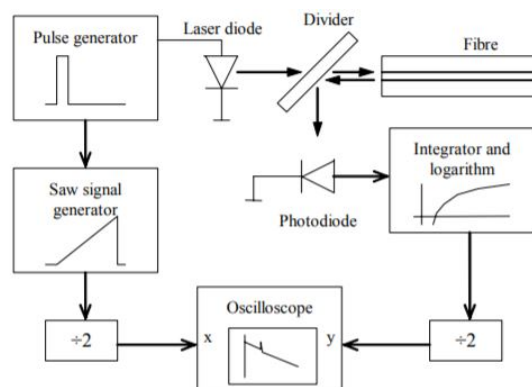 Pulse generator
Laser diode
Divider
Fibre
Saw signal
generator
Photodiode
Integrator and
logarithm
÷2
x
Oscilloscope
y
÷2